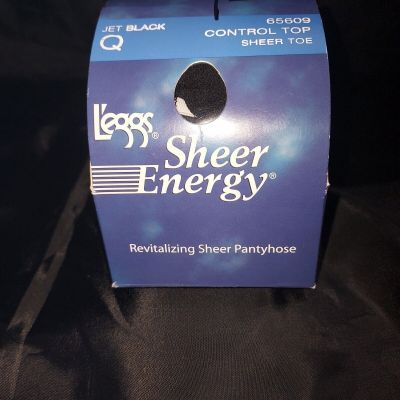 JET BLACK
Q
65609
CONTROL TOP
SHEER TOE
L'eggs®
Sheer
Energy®
Revitalizing Sheer Pantyhose